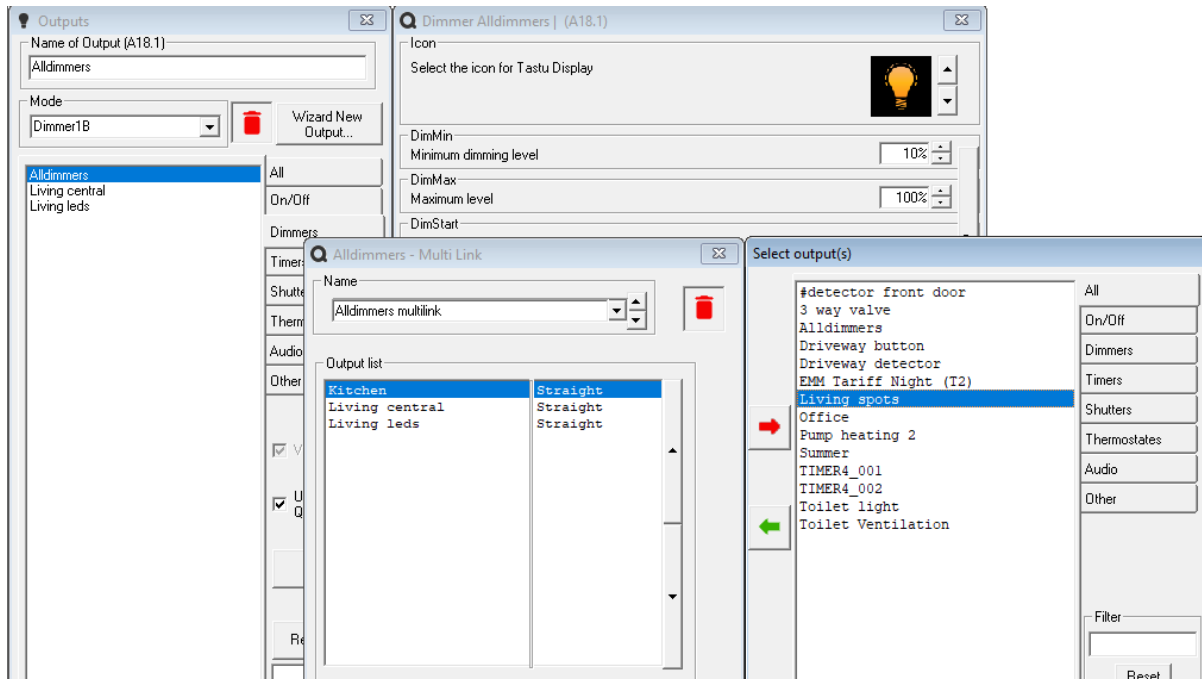 Outputs
Name of Output (A18.1)
Alldimmers
Mode
Dimmer1B
Wizard New
Output...
Alldimmers
Living central
Living leds
All
On/Off
Dimmers
Dimmer Alldimmers | (A18.1)
Icon
Select the icon for Tastu Display
DimMin
Minimum dimming level
10%
DimMax
Maximum level
100%
DimStart
Alldimmers - Multi Link
Name
Alldimmers multilink
Output list
Kitchen Straight
Living central Straight
Living leds Straight
Select output(s)
#detector front door
3 way valve
Alldimmers
Driveway button
Driveway detector
EMM Tariff Night (T2)
Living spots
Office
Pump heating 2
Summer
TIMER4_001
TIMER4_002
Toilet light
Toilet Ventilation
All
On/Off
Dimmers
Timers
Shutters
Thermostates
Audio
Other
Filter
Reset
Audio
Other